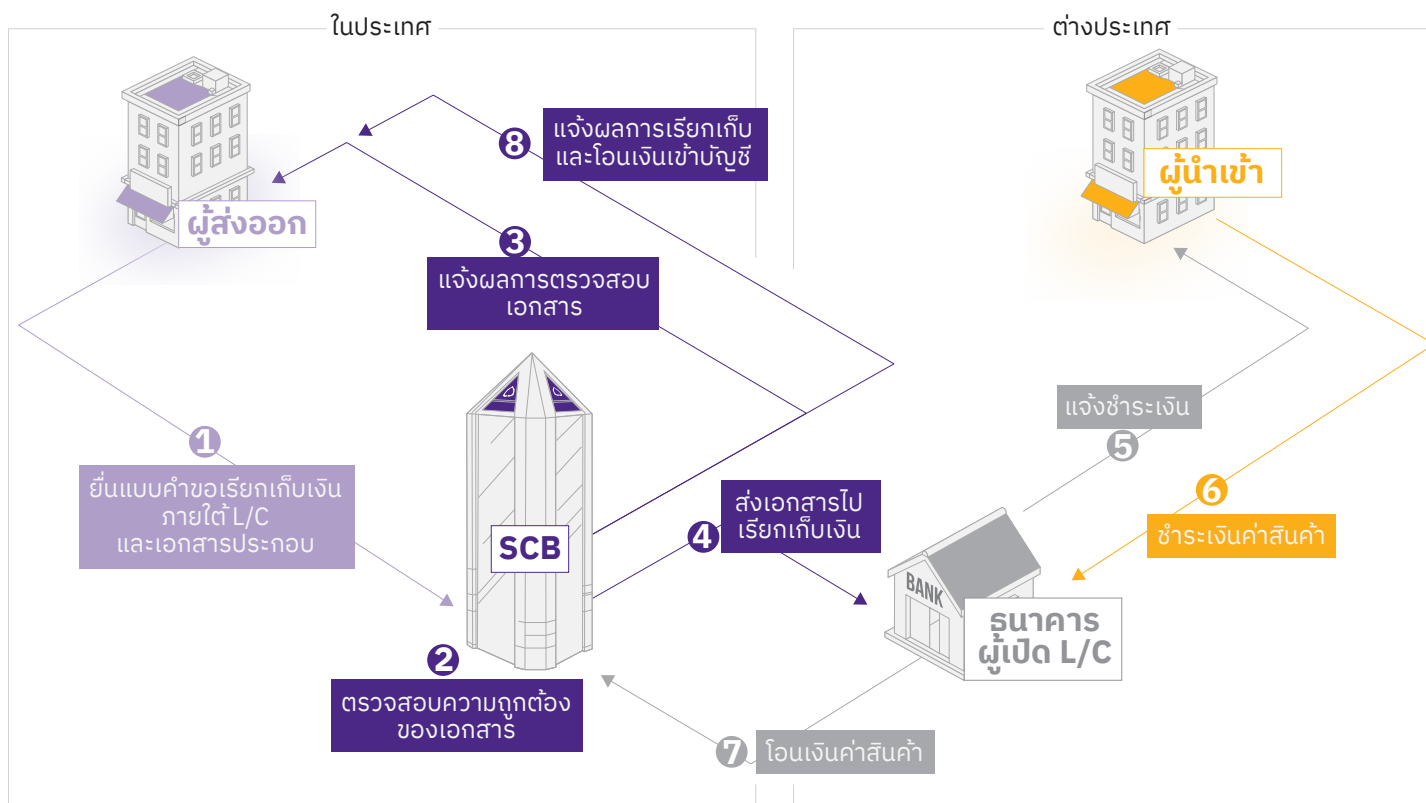 ในประเทศ
ต่างประเทศ
8
แจ้งผลการเรียกเก็บ
และโอนเงินเข้าบัญชี
ผู้นำเข้า
ผู้ส่งออก
3
แจ้งผลการตรวจสอบ
เอกสาร
1
ยื่นแบบคำขอเรียกเก็บเงิน
ภายใต้ L/C
และเอกสารประกอบ
SCB
4
ส่งเอกสารไป
เรียกเก็บเงิน
แจ้งชำระเงิน
5
6
ชำระเงินค่าสินค้า
BANK
ธนาคาร
ผู้เปิด L/C
2
ตรวจสอบความถูกต้อง
ของเอกสาร
7
โอนเงินค่าสินค้า